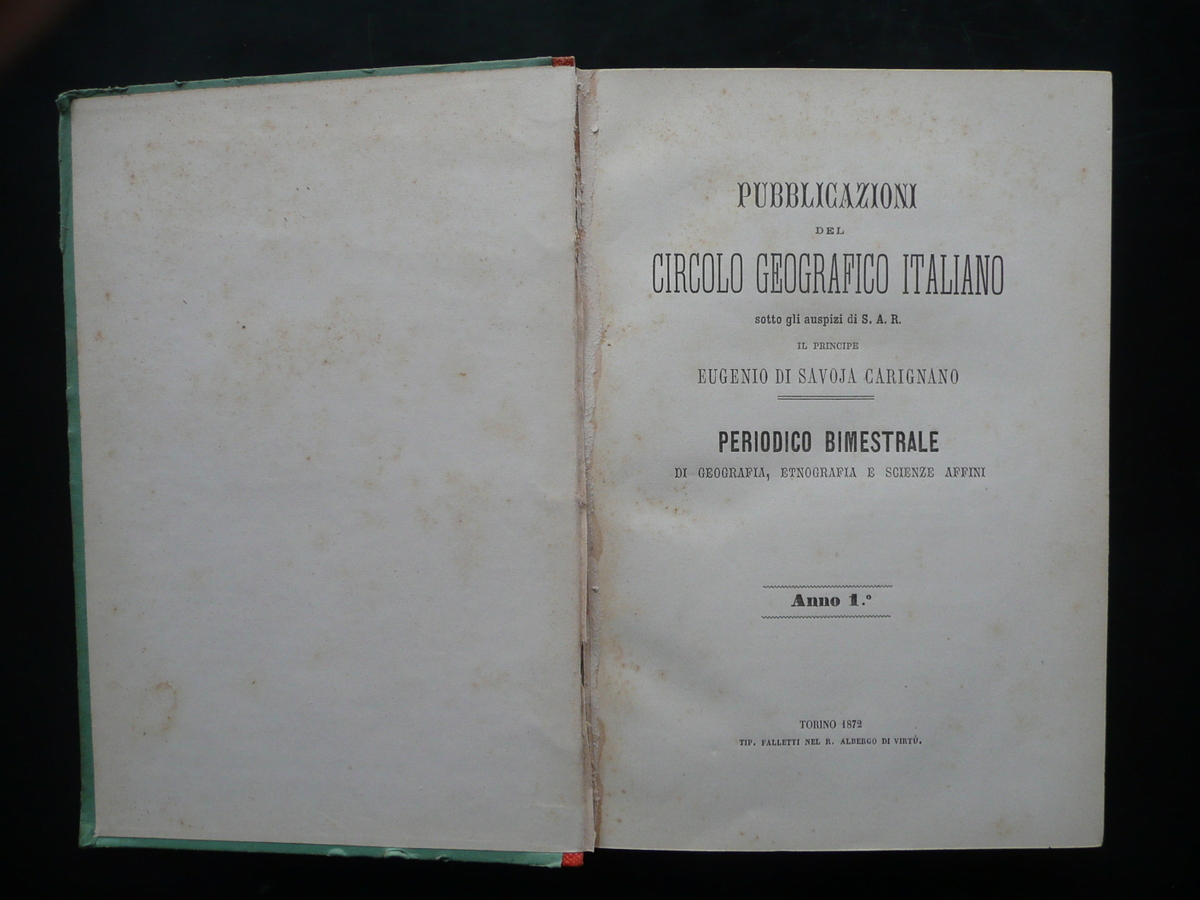 PUBBLICAZIONI
DEL
CIRCOLO GEOGRAFICO ITALIANO
sotto gli auspizi di S. A. R.
IL PRINCIPE
EUGENIO DI SAVOJA CARIGNANO
PERIODICO BIMESTRALE
DI GEOGRAFIA, ETNOGRAFIA E SCIENZE AFFINI
Anno 1.º
TORINO 1872
TIP. FALLETTI NEL R. ALBERGO DI VIRTÙ.